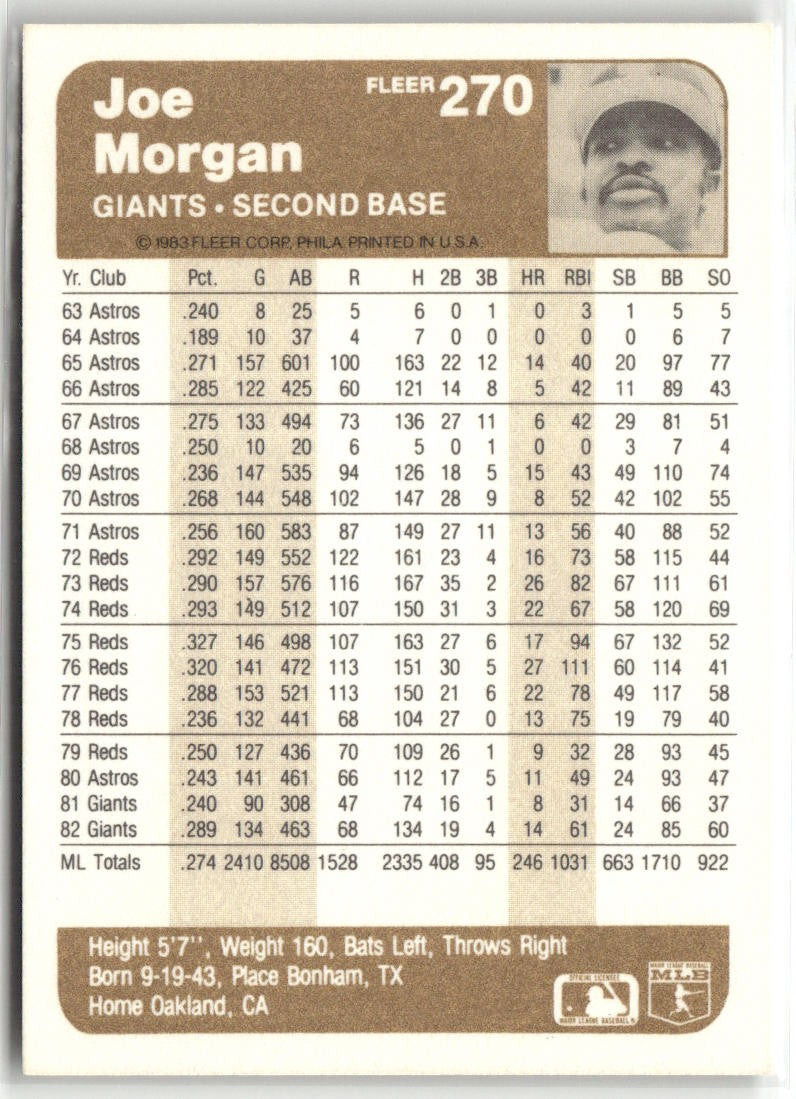 Joe
Morgan
FLEER 270
GIANTS • SECOND BASE
© 1983 FLEER CORP, PHILA. PRINTED IN U.S.A.
Yr. Club Pct. G AB R H 2B 3B HR RBI SB BB SO
63 Astros .240 8 25 5 6 0 1 0 3 1 5 5
64 Astros .189 10 37 4 7 0 0 0 0 0 6 7
65 Astros .271 157 601 100 163 22 12 14 40 20 97 77
66 Astros .285 122 425 60 121 14 8 5 42 11 89 43
67 Astros .275 133 494 73 136 27 11 6 42 29 81 51
68 Astros .250 10 20 6 5 0 1 0 0 3 7 4
69 Astros .236 147 535 94 126 18 5 15 43 49 110 74
70 Astros .268 144 548 102 147 28 9 8 52 42 102 55
71 Astros .256 160 583 87 149 27 11 13 56 40 88 52
72 Reds .292 149 552 122 161 23 4 16 73 58 115 44
73 Reds .290 157 576 116 167 35 2 26 82 67 111 61
74 Reds .293 149 512 107 150 31 3 22 67 58 120 69
75 Reds .327 146 498 107 163 27 6 17 94 67 132 52
76 Reds .320 141 472 113 151 30 5 27 111 60 114 41
77 Reds .288 153 521 113 150 21 6 22 78 49 117 58
78 Reds .236 132 441 68 104 27 0 13 75 19 79 40
79 Reds .250 127 436 70 109 26 1 9 32 28 93 45
80 Astros .243 141 461 66 112 17 5 11 49 24 93 47
81 Giants .240 90 308 47 74 16 1 8 31 14 66 37
82 Giants .289 134 463 68 134 19 4 14 61 24 85 60
ML Totals .274 2410 8508 1528 2335 408 95 246 1031 663 1710 922
Height 5'7'', Weight 160, Bats Left, Throws Right
Born 9-19-43, Place Bonham, TX
Home Oakland, CA
OFFICIAL LICENSEE
MAJOR LEAGUE BASEBALL
MAJOR LEAGUE BASEBALL
MLB